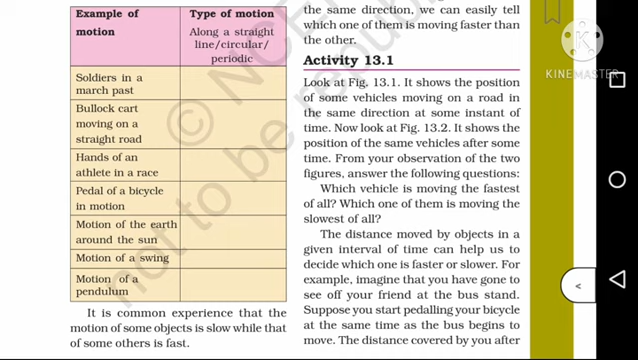 Example of
motion
Type of motion
Along a straight
line/circular/
periodic
Soldiers in a
march past
Bullock cart
moving on a
straight road
Hands of an
athlete in a race
Pedal of a bicycle
in motion
Motion of the earth
around the sun
Motion of a swing
Motion of a
pendulum
It is common experience that the
motion of some objects is slow while that
of some others is fast.
the same direction, we can easily tell
which one of them is moving faster than
the other.
Activity 13.1
Look at Fig. 13.1. It shows the position
of some vehicles moving on a road in
the same direction at some instant of
time. Now look at Fig. 13.2. It shows the
position of the same vehicles after some
time. From your observation of the two
figures, answer the following questions:
Which vehicle is moving the fastest
of all? Which one of them is moving the
slowest of all?
The distance moved by objects in a
given interval of time can help us to
decide which one is faster or slower. For
example, imagine that you have gone to
see off your friend at the bus stand.
Suppose you start pedalling your bicycle
at the same time as the bus begins to
move. The distance covered by you after
© NC
not to be republ
KINEMASTER